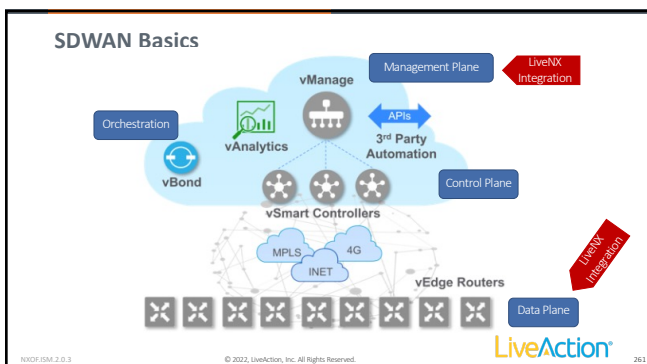 SDWAN Basics
Management Plane
LiveNX
Integration
vManage
Orchestration
APIs
vAnalytics
3rd Party
Automation
vBond
Control Plane
vSmart Controllers
MPLS
4G
INET
LiveNX
Integration
vEdge Routers
Data Plane
LiveAction®
NXOF.ISM.2.0.3
© 2022, LiveAction, Inc. All Rights Reserved.
261